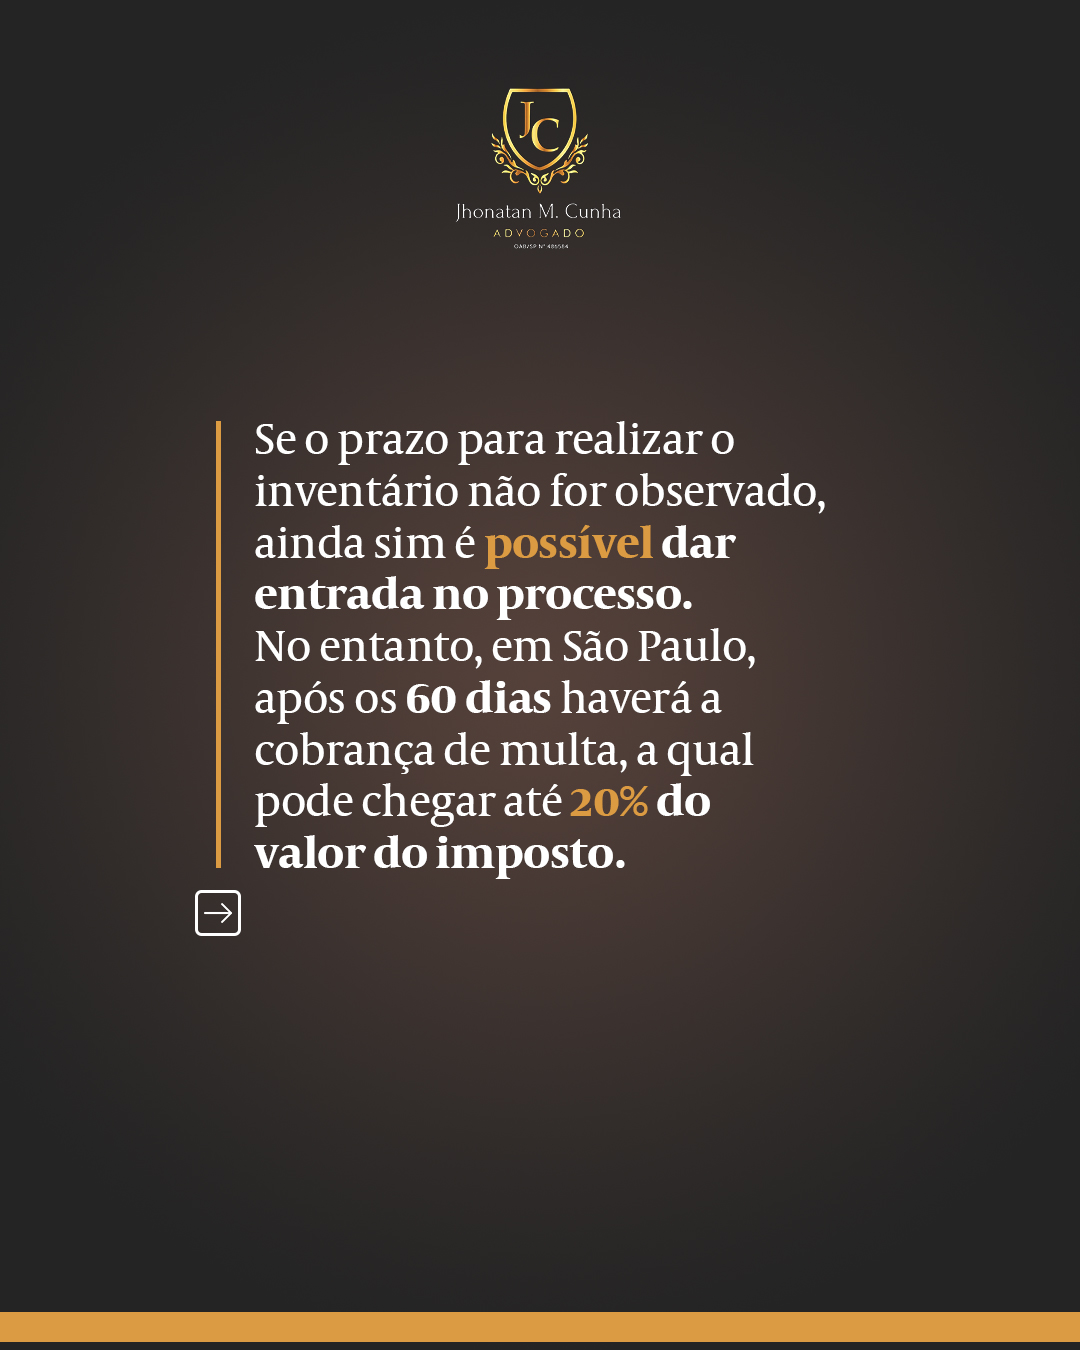 JC
Jhonatan M. Cunha
ADVOGADO
OAB/SP Nº 486584
Se o prazo para realizar o
inventário não for observado,
ainda sim é possível dar
entrada no processo.
No entanto, em São Paulo,
após os 60 dias haverá a
cobrança de multa, a qual
pode chegar até 20% do
valor do imposto.